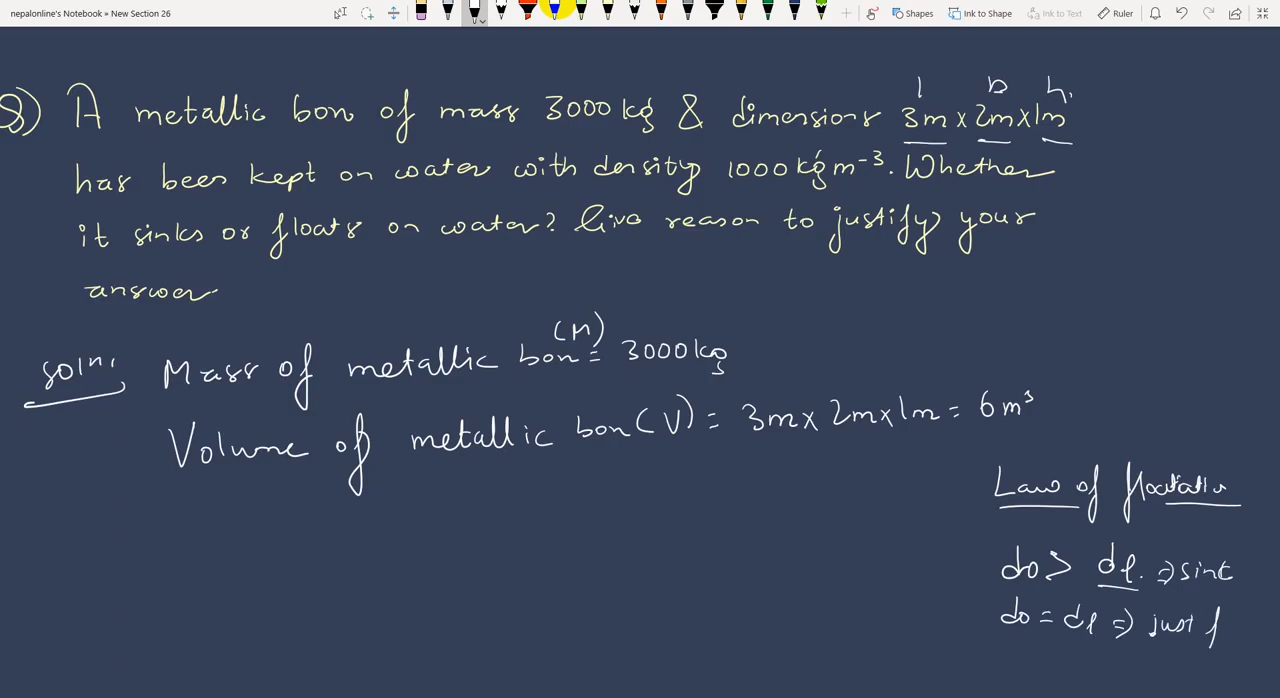 nepalonline's Notebook » New Section 26
Shapes Ink to Shape Ink to Text Ruler
l b h
Q) A metallic box of mass 3000 kg & dimensions 3m x 2m x 1m
has been kept on water with density 1000 kg m-3. Whether
it sinks or floats on water? Give reason to justify your
answer.
soln. Mass of metallic box (M) = 3000 kg
Volume of metallic box (V) = 3m x 2m x 1m = 6 m³
Law of floatation
do > dl. ⇒ sink
do = dl ⇒ just f